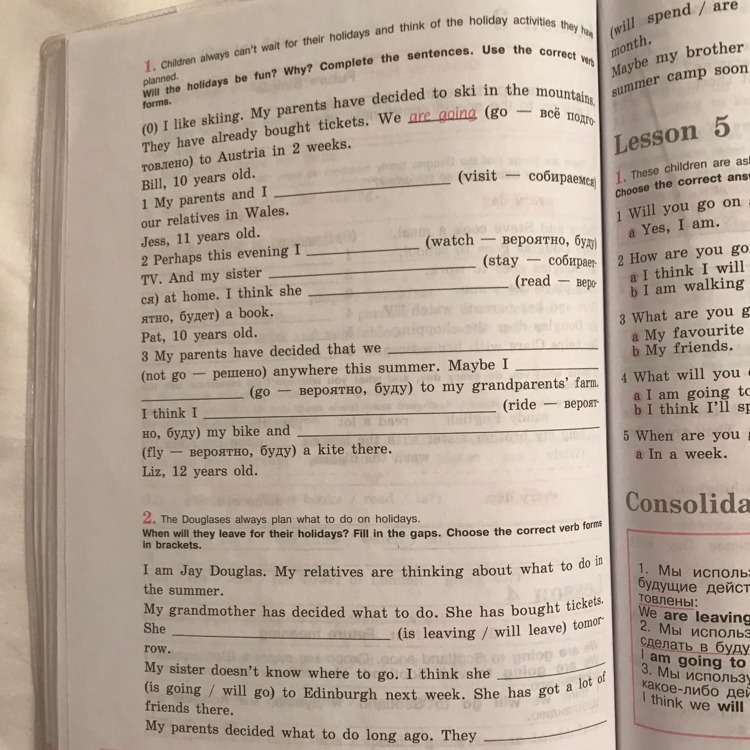 1. Children always can't wait for their holidays and think of the holiday activities they have
planned.
Will the holidays be fun? Why? Complete the sentences. Use the correct verb
forms.
(0) I like skiing. My parents have decided to ski in the mountains.
They have already bought tickets. We are going (go — всё подго-
товлено) to Austria in 2 weeks.
Bill, 10 years old.
1 My parents and I ____ (visit — собираемся)
our relatives in Wales.
Jess, 11 years old.
2 Perhaps this evening I ____ (watch — вероятно, буду)
TV. And my sister ____ (stay — собирает-
ся) at home. I think she ____ (read — веро-
ятно, будет) a book.
Pat, 10 years old.
3 My parents have decided that we ____
(not go — решено) anywhere this summer. Maybe I ____
____ (go — вероятно, буду) to my grandparents' farm.
I think I ____ (ride — вероят-
но, буду) my bike and ____
(fly — вероятно, буду) a kite there.
Liz, 12 years old.
2. The Douglases always plan what to do on holidays.
When will they leave for their holidays? Fill in the gaps. Choose the correct verb forms
in brackets.
I am Jay Douglas. My relatives are thinking about what to do in
the summer.
My grandmother has decided what to do. She has bought tickets.
She ____ (is leaving / will leave) tomor-
row.
My sister doesn't know where to go. I think she ____
(is going / will go) to Edinburgh next week. She has got a lot of
friends there.
My parents decided what to do long ago. They ____
(will spend / are
month.
Maybe my brother
summer camp soon
Lesson 5
1. These children are
Choose the correct
1 Will you go on
a Yes, I am.
2 How are you
a I think I will
b I am walking
3 What are you
a My favourite
b My friends.
4 What will you
a I am going to
b I think I'll
5 When are you
a In a week.
1. Мы
будущие
товлены:
We are leaving
2. Мы
сделать в
I am going to
3. Мы
какое-либо
I think we will